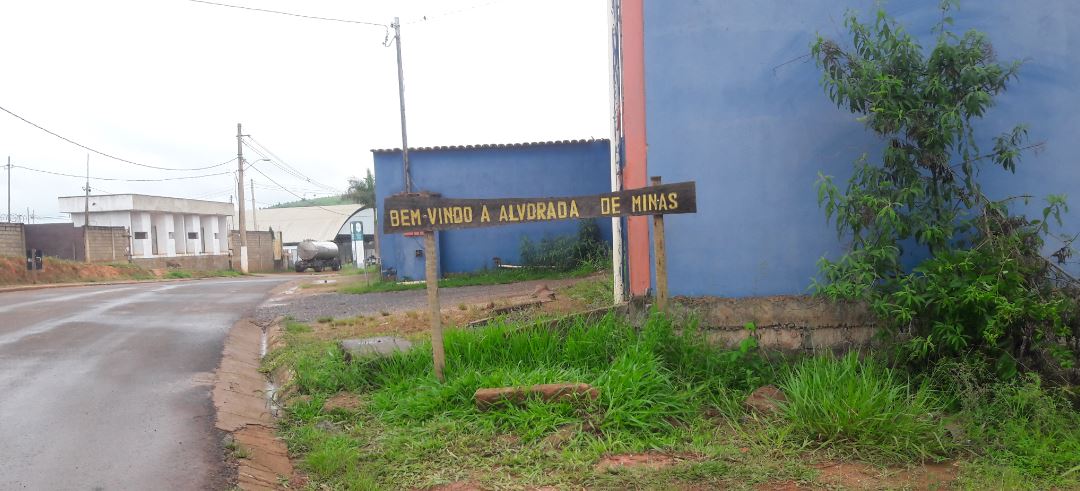 BEM-VINDO A ALVORADA DE MINAS